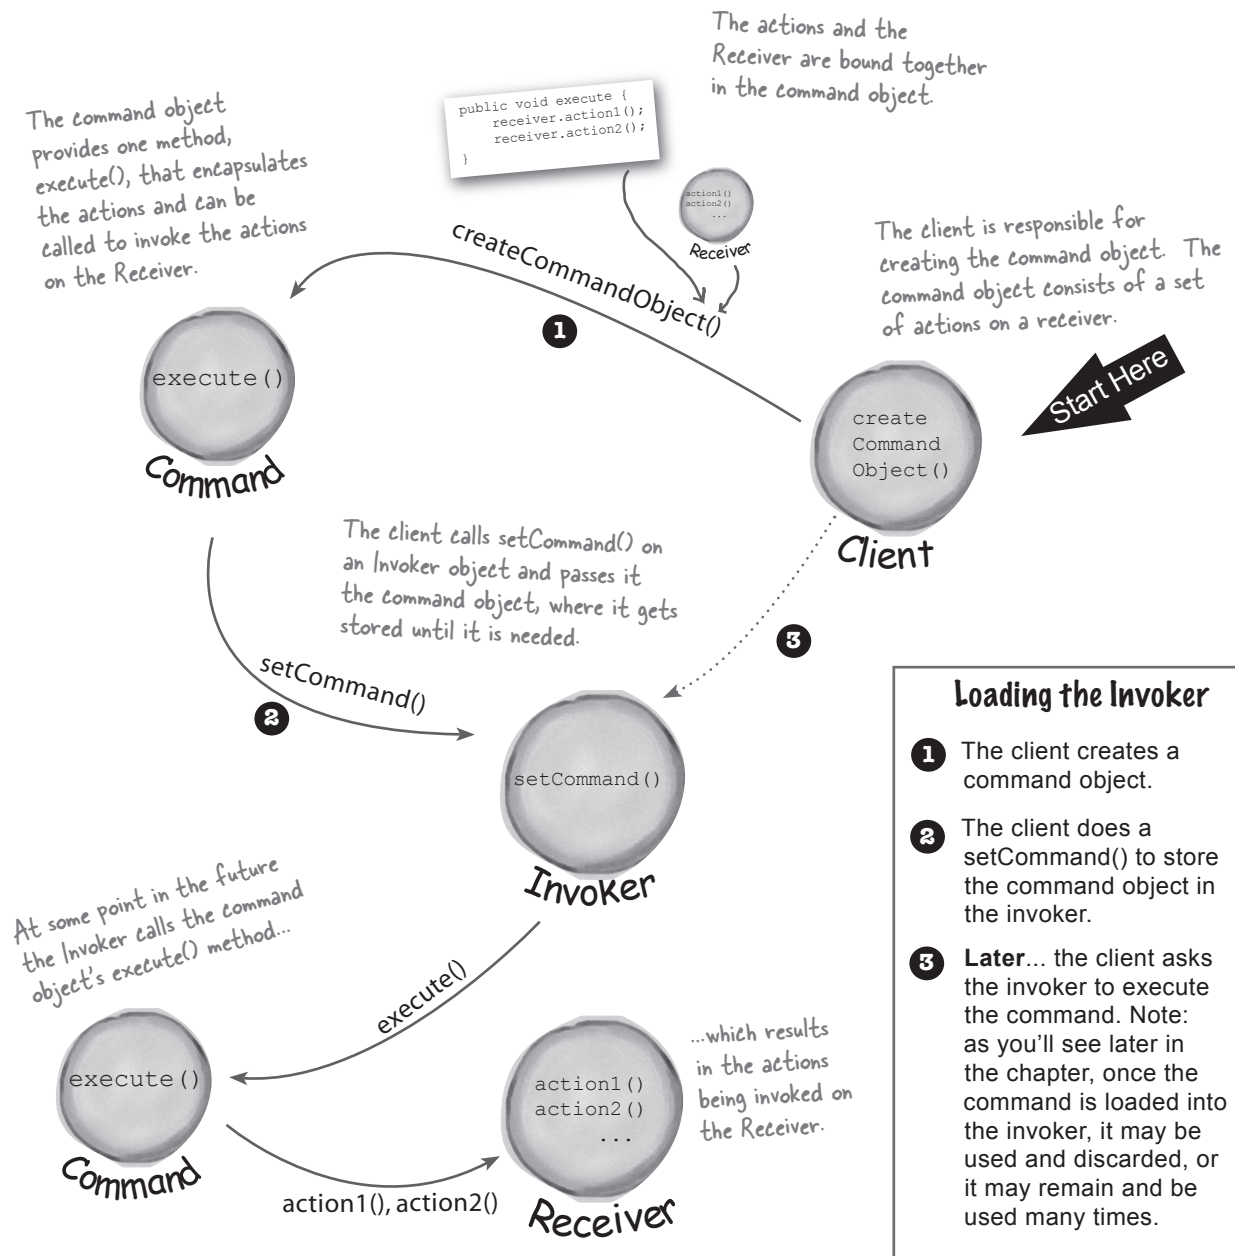 The actions and the
Receiver are bound together
in the command object.
public void execute {
receiver.action1();
receiver.action2();
}
The command object
provides one method,
execute(), that encapsulates
the actions and can be
called to invoke the actions
on the Receiver.
action1()
action2()
...
Receiver
The client is responsible for
creating the command object. The
command object consists of a set
of actions on a receiver.
createCommandObject()
1
Start Here
execute()
Command
create
Command
Object()
Client
The client calls setCommand() on
an Invoker object and passes it
the command object, where it gets
stored until it is needed.
3
setCommand()
2
setCommand()
Invoker
At some point in the future
the Invoker calls the command
object's execute() method...
execute()
execute()
Command
action1(), action2()
action1()
action2()
...
Receiver
...which results
in the actions
being invoked on
the Receiver.
Loading the Invoker
1 The client creates a
command object.
2 The client does a
setCommand() to store
the command object in
the invoker.
3 Later... the client asks
the invoker to execute
the command. Note:
as you'll see later in
the chapter, once the
command is loaded into
the invoker, it may be
used and discarded, or
it may remain and be
used many times.